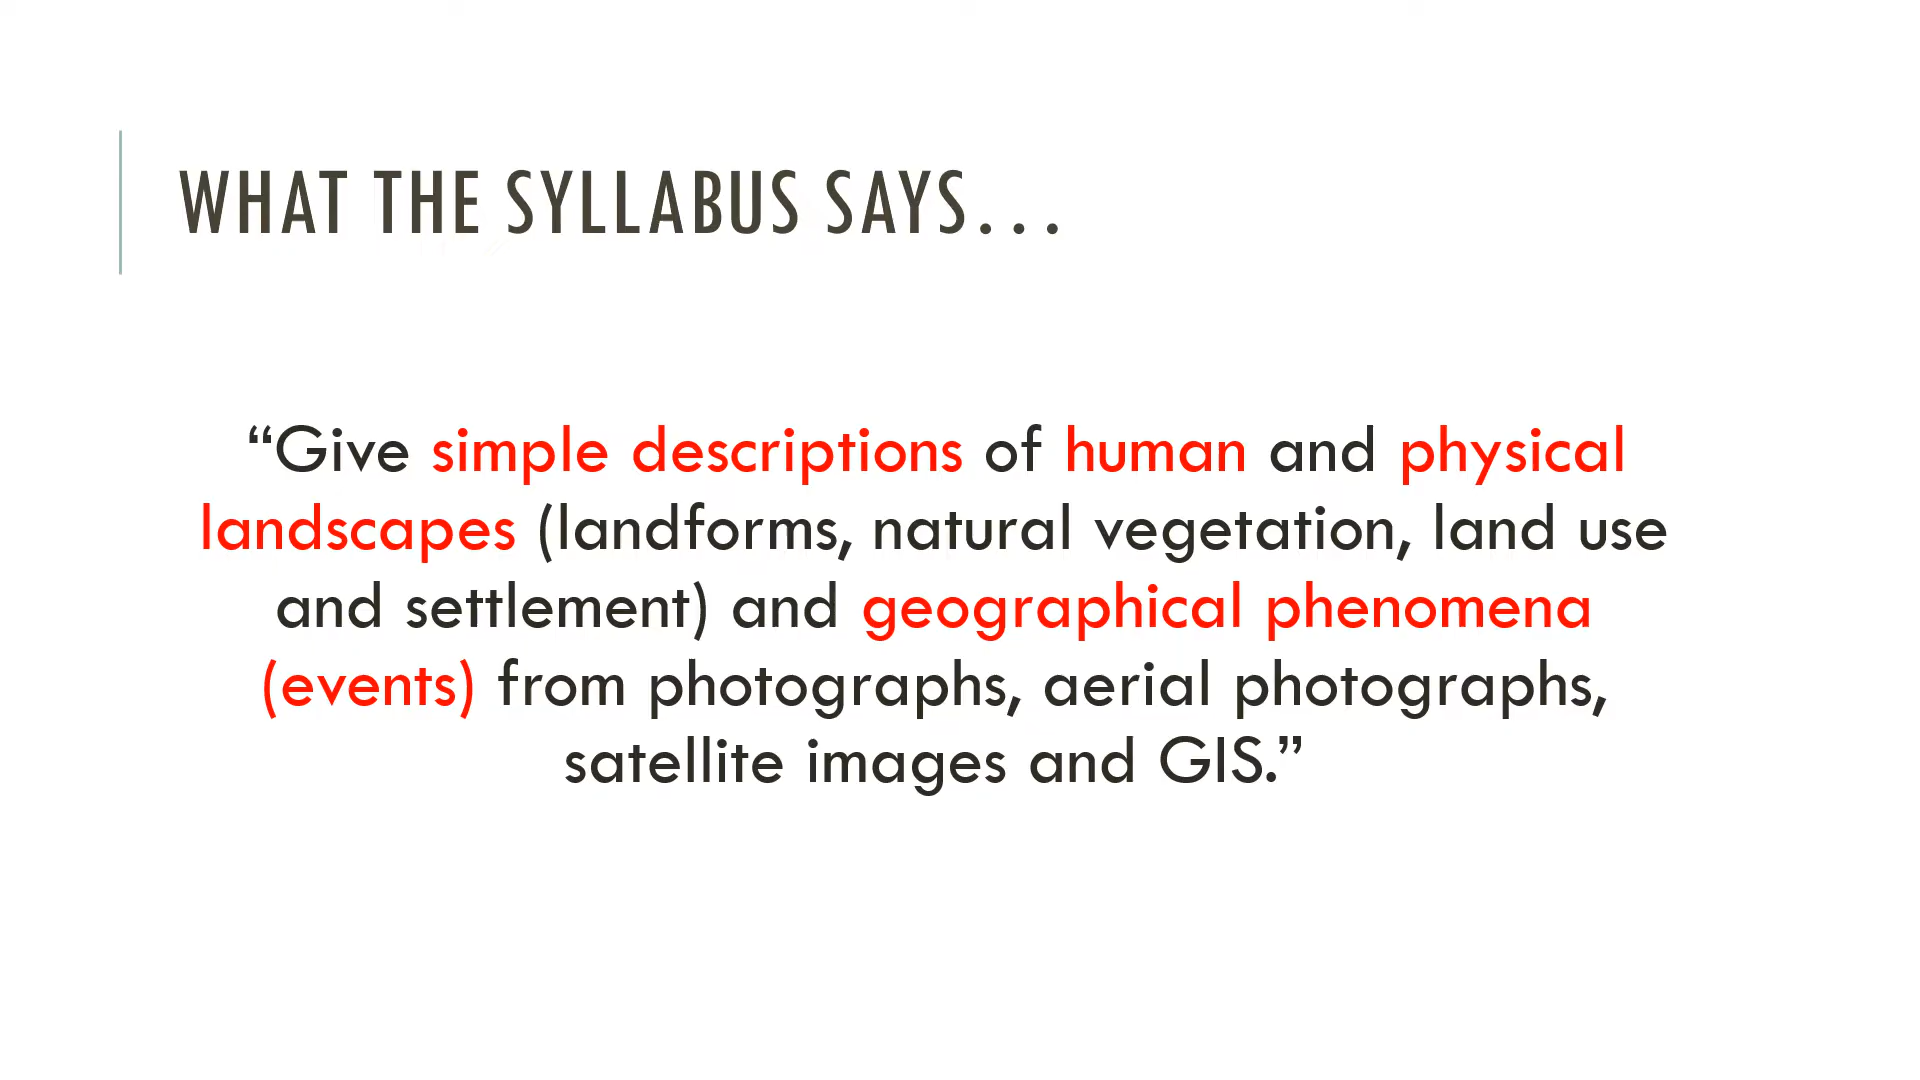 WHAT THE SYLLABUS SAYS...
“Give simple descriptions of human and physical
landscapes (landforms, natural vegetation, land use
and settlement) and geographical phenomena
(events) from photographs, aerial photographs,
satellite images and GIS.”